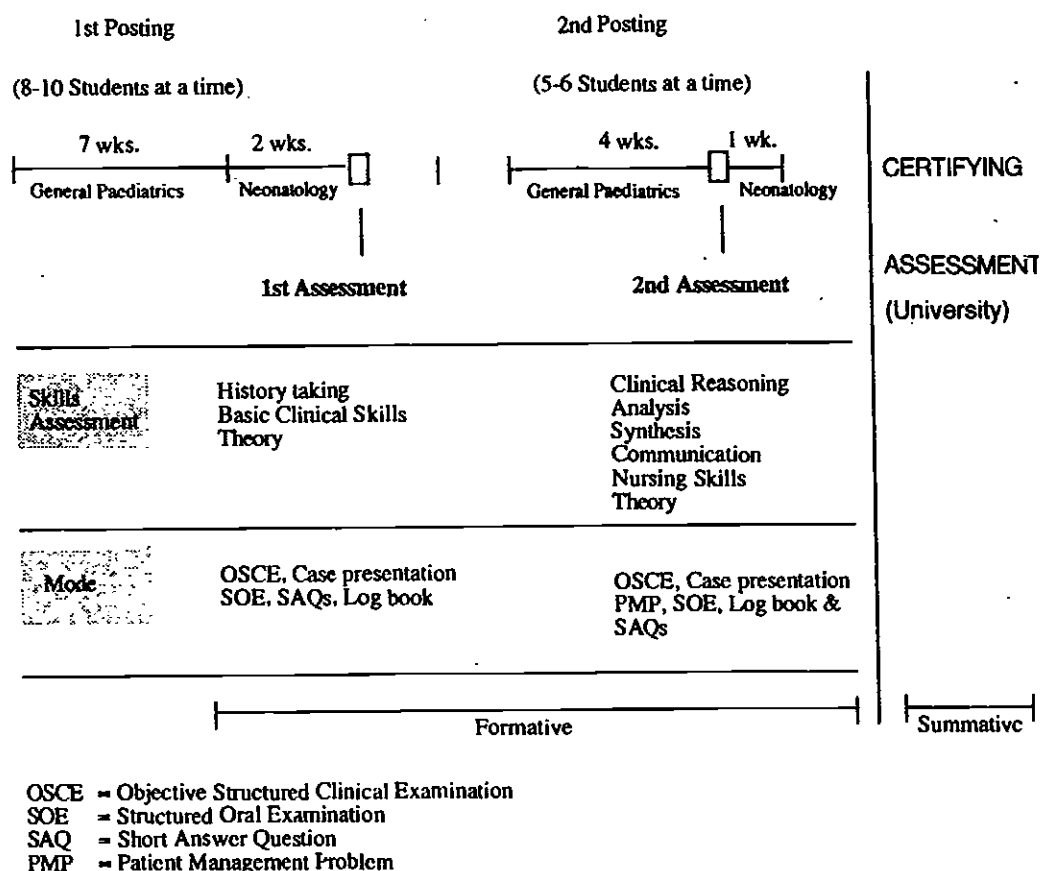 1st Posting
2nd Posting
(8-10 Students at a time)
(5-6 Students at a time)
7 wks.
2 wks.
4 wks.
1 wk.
General Paediatrics
Neonatology
General Paediatrics
Neonatology
1st Assessment
2nd Assessment
CERTIFYING
ASSESSMENT
(University)
Skills
Assessment
History taking
Basic Clinical Skills
Theory
Clinical Reasoning
Analysis
Synthesis
Communication
Nursing Skills
Theory
Mode
OSCE, Case presentation
SOE, SAQs, Log book
OSCE, Case presentation
PMP, SOE, Log book &
SAQs
Formative
Summative
OSCE = Objective Structured Clinical Examination
SOE = Structured Oral Examination
SAQ = Short Answer Question
PMP = Patient Management Problem